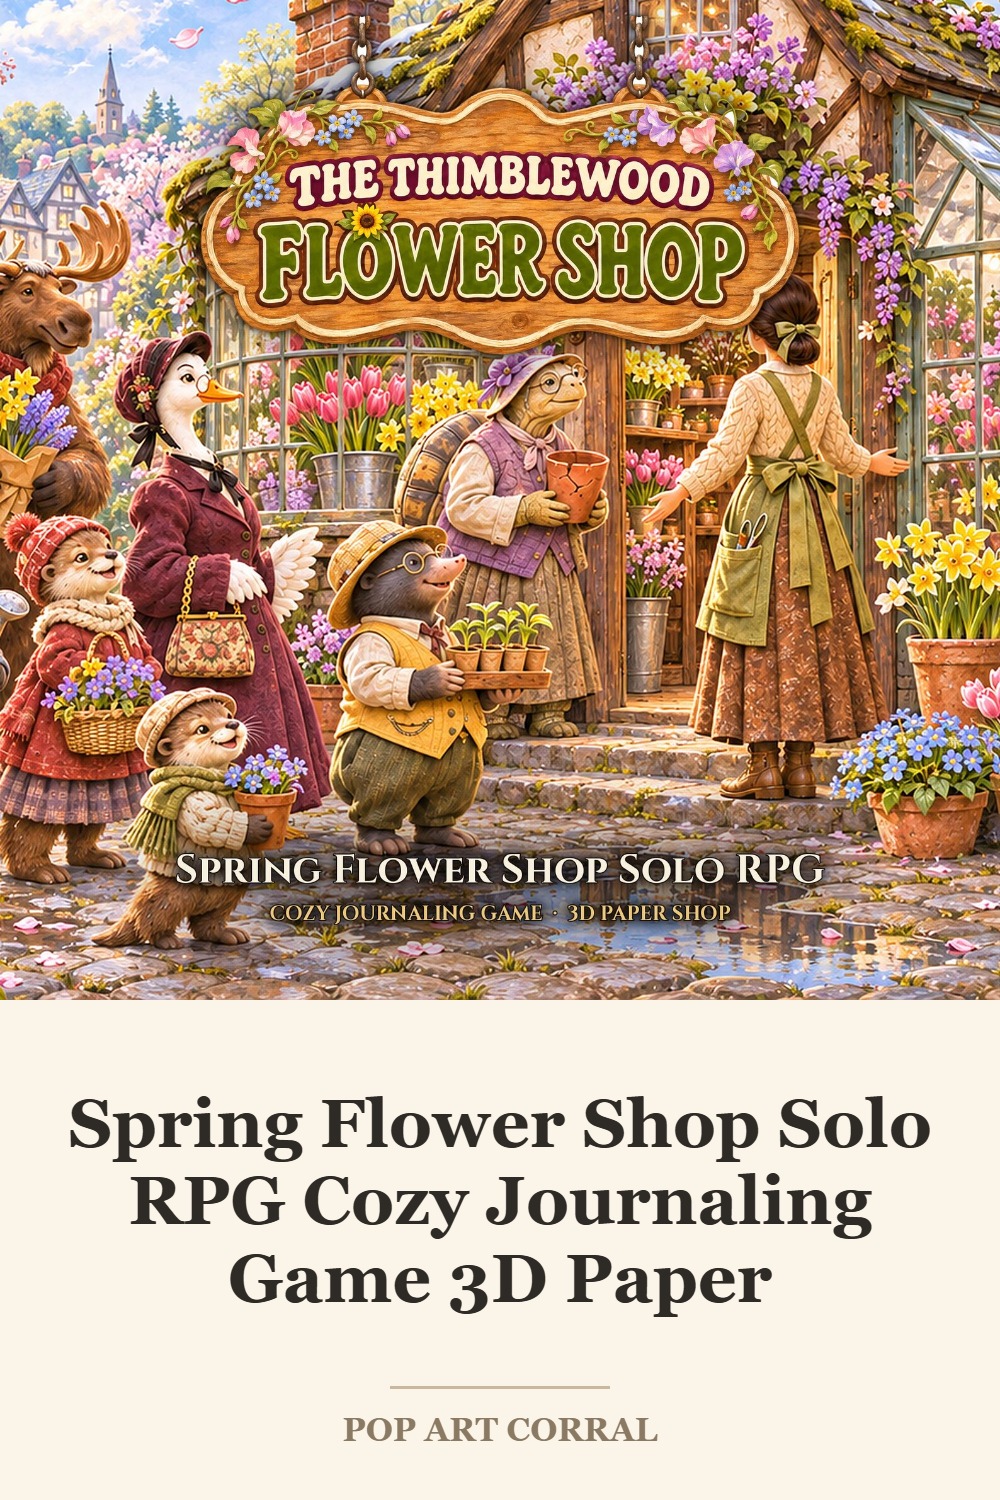 THE THIMBLEWOOD
FLOWER SHOP
SPRING FLOWER SHOP SOLO RPG
COZY JOURNALING GAME · 3D PAPER SHOP
Spring Flower Shop Solo
RPG Cozy Journaling
Game 3D Paper
POP ART CORRAL